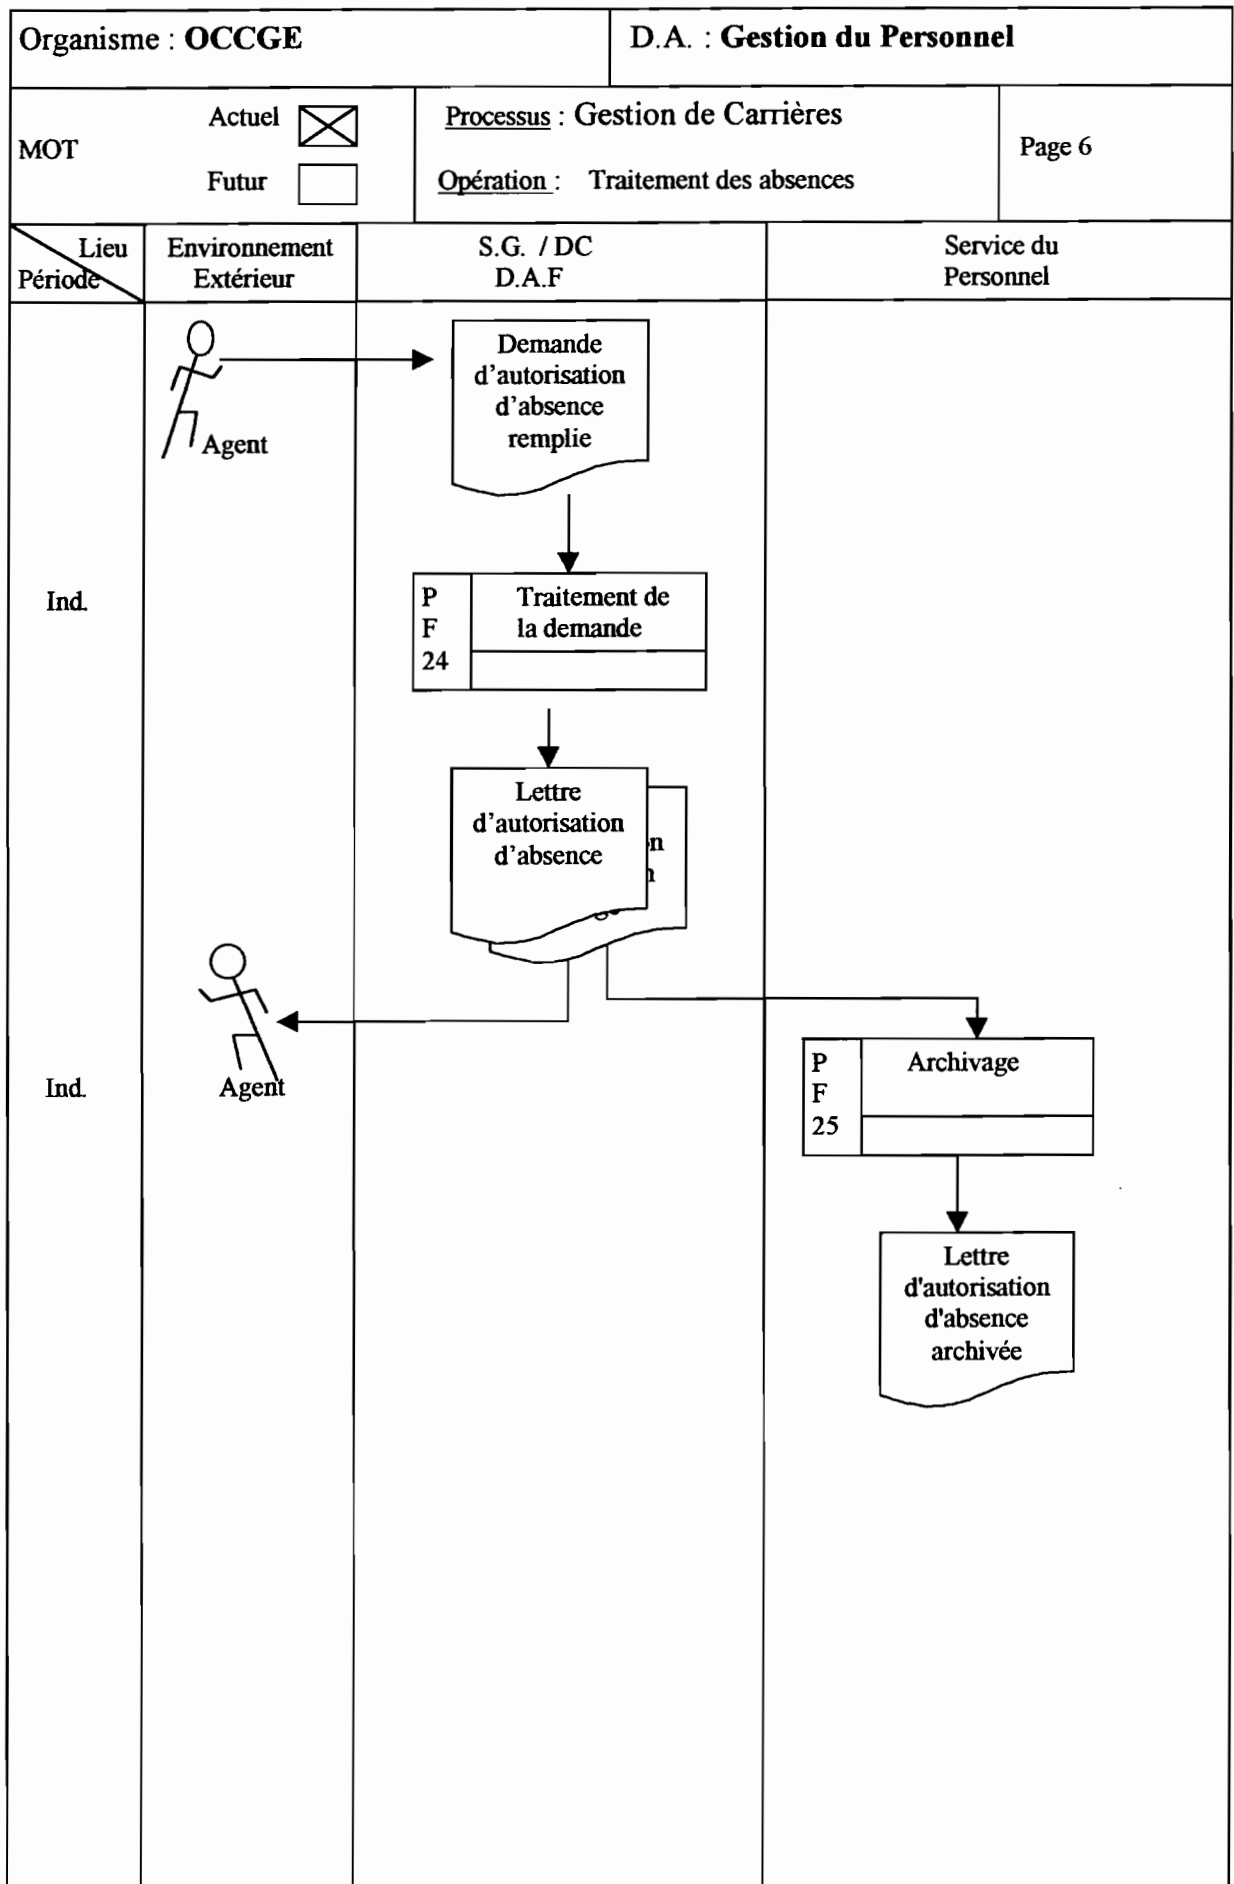 Organisme : OCCGE
D.A. : Gestion du Personnel
MOT
Actuel
Futur
Processus : Gestion de Carrières
Opération : Traitement des absences
Page 6
Lieu
Période
Environnement
Extérieur
S.G. / DC
D.A.F
Service du
Personnel
Demande
d'autorisation
d'absence
remplie
Agent
Ind.
P
F
24
Traitement de
la demande
Lettre
d'autorisation
d'absence
n
Agent
Ind.
P
F
25
Archivage
Lettre
d'autorisation
d'absence
archivée